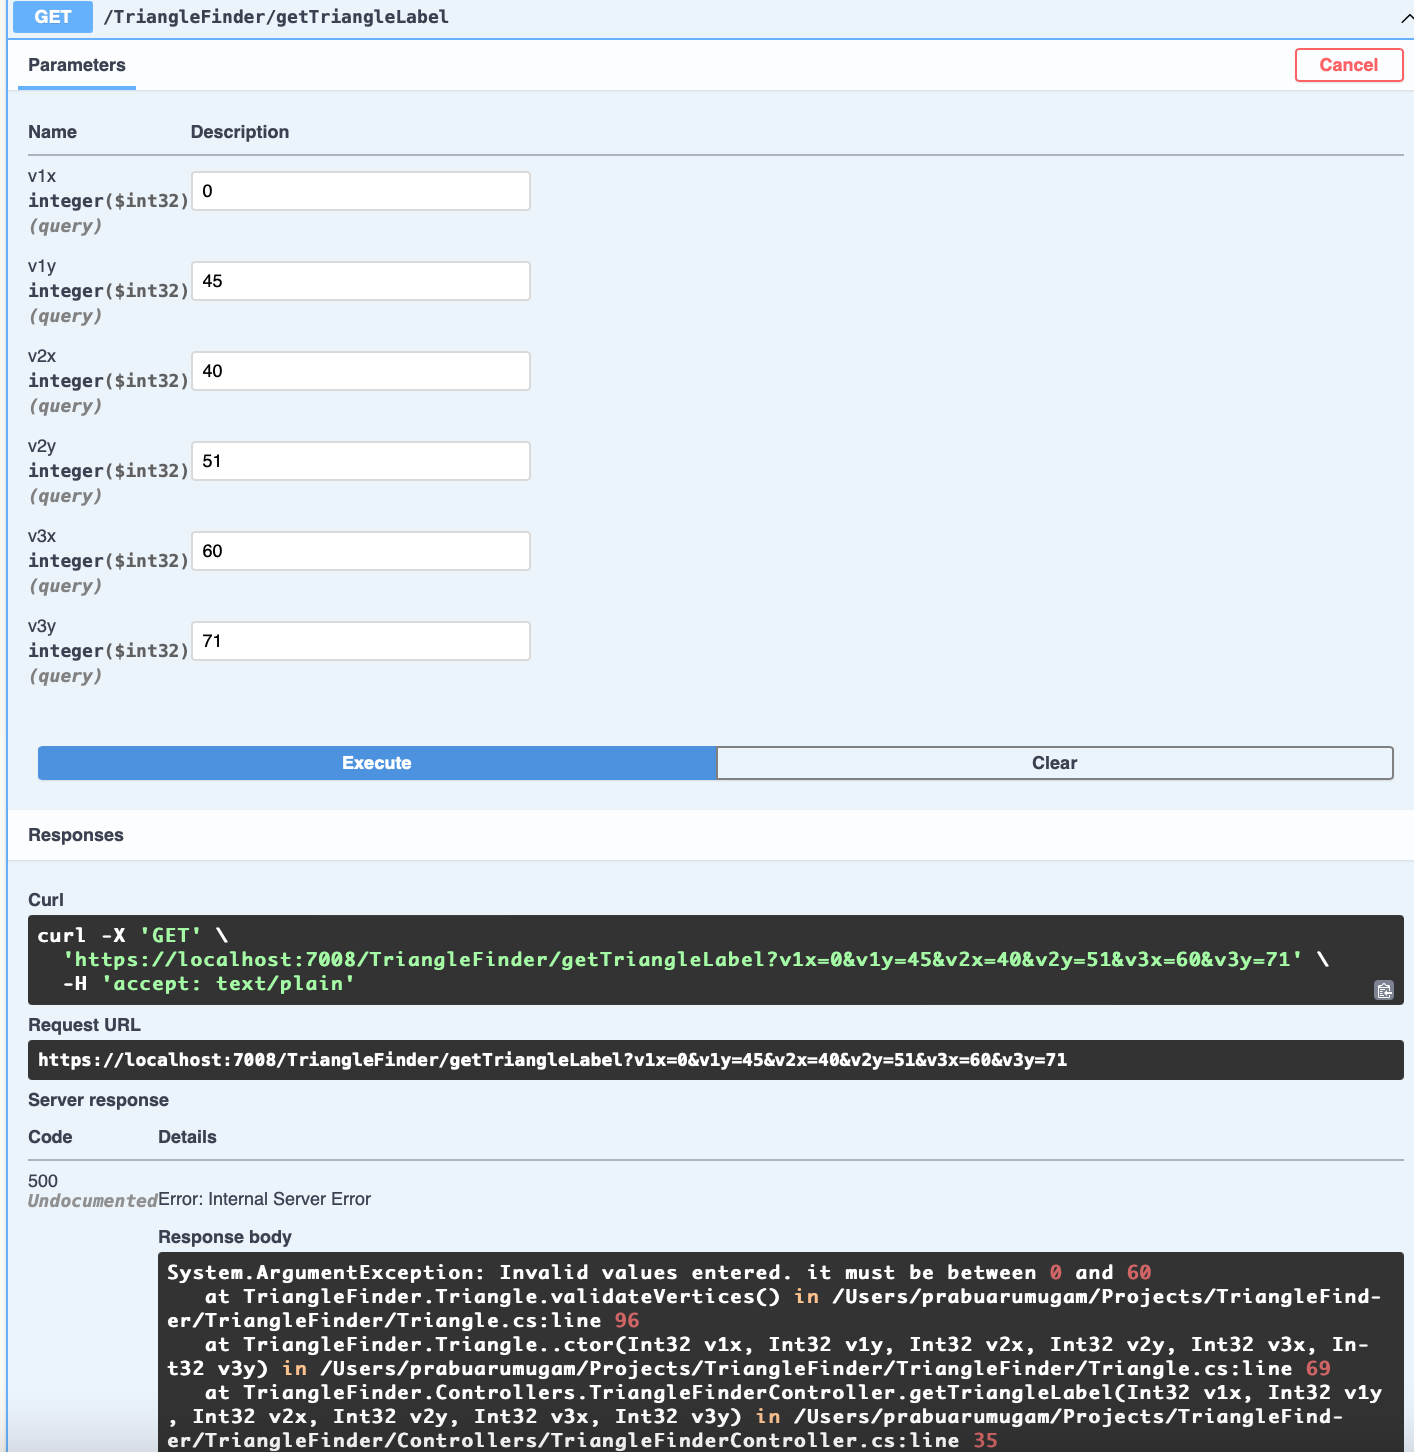 GET /TriangleFinder/getTriangleLabel
Parameters
Cancel
Name Description
v1x
integer($int32)
(query)
0
v1y
integer($int32)
(query)
45
v2x
integer($int32)
(query)
40
v2y
integer($int32)
(query)
51
v3x
integer($int32)
(query)
60
v3y
integer($int32)
(query)
71
Execute
Clear
Responses
Curl
curl -X 'GET' \
'https://localhost:7008/TriangleFinder/getTriangleLabel?v1x=0&v1y=45&v2x=40&v2y=51&v3x=60&v3y=71' \
-H 'accept: text/plain'
Request URL
https://localhost:7008/TriangleFinder/getTriangleLabel?v1x=0&v1y=45&v2x=40&v2y=51&v3x=60&v3y=71
Server response
Code Details
500
Undocumented
Error: Internal Server Error
Response body
System.ArgumentException: Invalid values entered. it must be between 0 and 60
at TriangleFinder.Triangle.validateVertices() in /Users/prabuarumugam/Projects/TriangleFind-
er/TriangleFinder/Triangle.cs:line 96
at TriangleFinder.Triangle..ctor(Int32 v1x, Int32 v1y, Int32 v2x, Int32 v2y, Int32 v3x, In-
t32 v3y) in /Users/prabuarumugam/Projects/TriangleFinder/TriangleFinder/Triangle.cs:line 69
at TriangleFinder.Controllers.TriangleFinderController.getTriangleLabel(Int32 v1x, Int32 v1y
, Int32 v2x, Int32 v2y, Int32 v3x, Int32 v3y) in /Users/prabuarumugam/Projects/TriangleFind-
er/TriangleFinder/Controllers/TriangleFinderController.cs:line 35